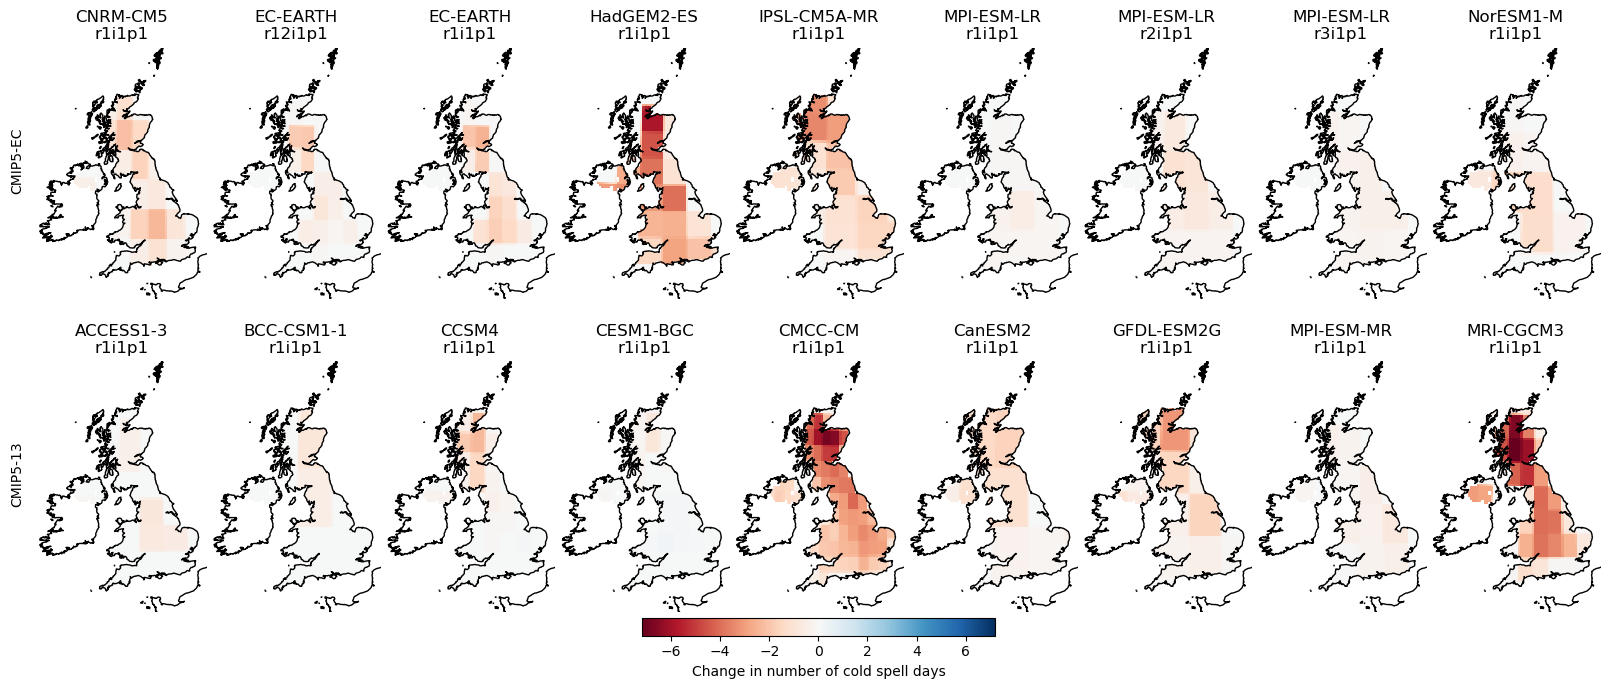 CNRM-CM5 EC-EARTH EC-EARTH HadGEM2-ES IPSL-CM5A-MR MPI-ESM-LR MPI-ESM-LR MPI-ESM-LR NorESM1-M
r1i1p1 r12i1p1 r1i1p1 r1i1p1 r1i1p1 r1i1p1 r2i1p1 r3i1p1 r1i1p1
CMIP5-EC
ACCESS1-3 BCC-CSM1-1 CCSM4 CESM1-BGC CMCC-CM CanESM2 GFDL-ESM2G MPI-ESM-MR MRI-CGCM3
r1i1p1 r1i1p1 r1i1p1 r1i1p1 r1i1p1 r1i1p1 r1i1p1 r1i1p1 r1i1p1
CMIP5-13
−6 −4 −2 0 2 4 6
Change in number of cold spell days